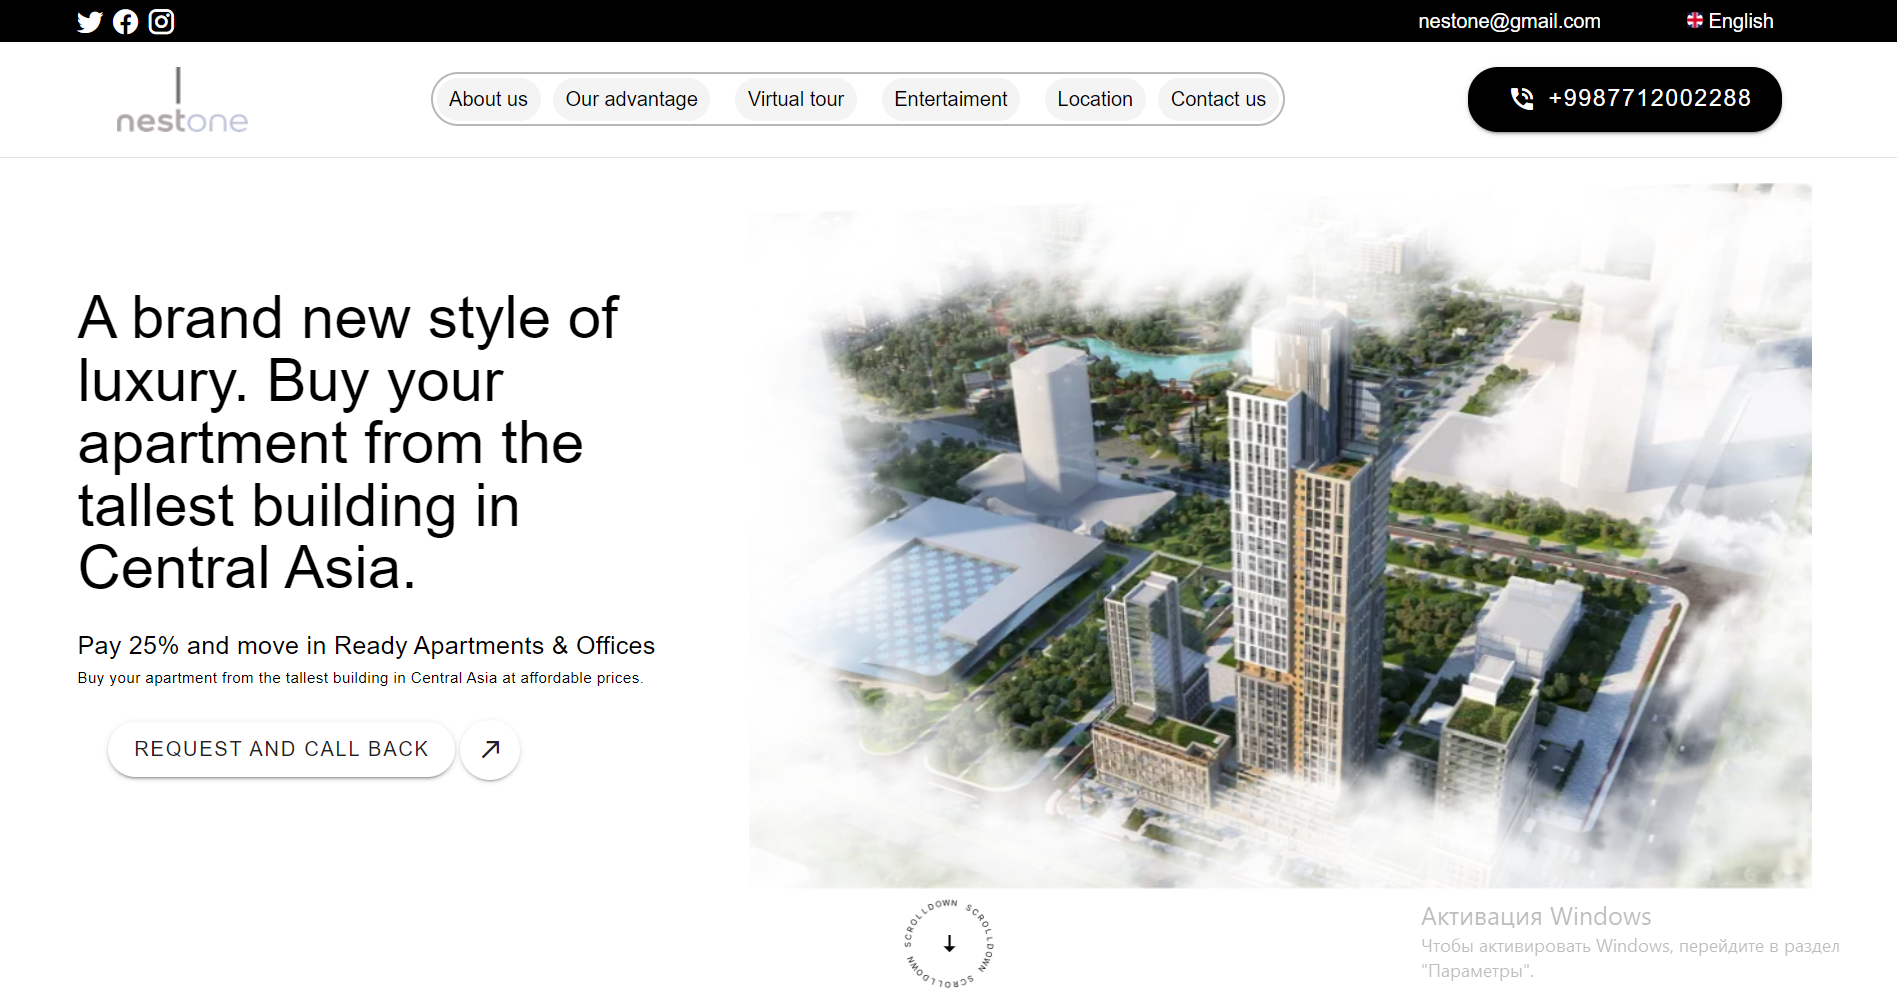 nestone@gmail.com
English
nestone
About us
Our advantage
Virtual tour
Entertaiment
Location
Contact us
+9987712002288
A brand new style of
luxury. Buy your
apartment from the
tallest building in
Central Asia.
Pay 25% and move in Ready Apartments & Offices
Buy your apartment from the tallest building in Central Asia at affordable prices.
REQUEST AND CALL BACK
SCROLLDOWN SCROLLDOWN SCROLLDOWN SCROLLDOWN
Активация Windows
Чтобы активировать Windows, перейдите в раздел
"Параметры".